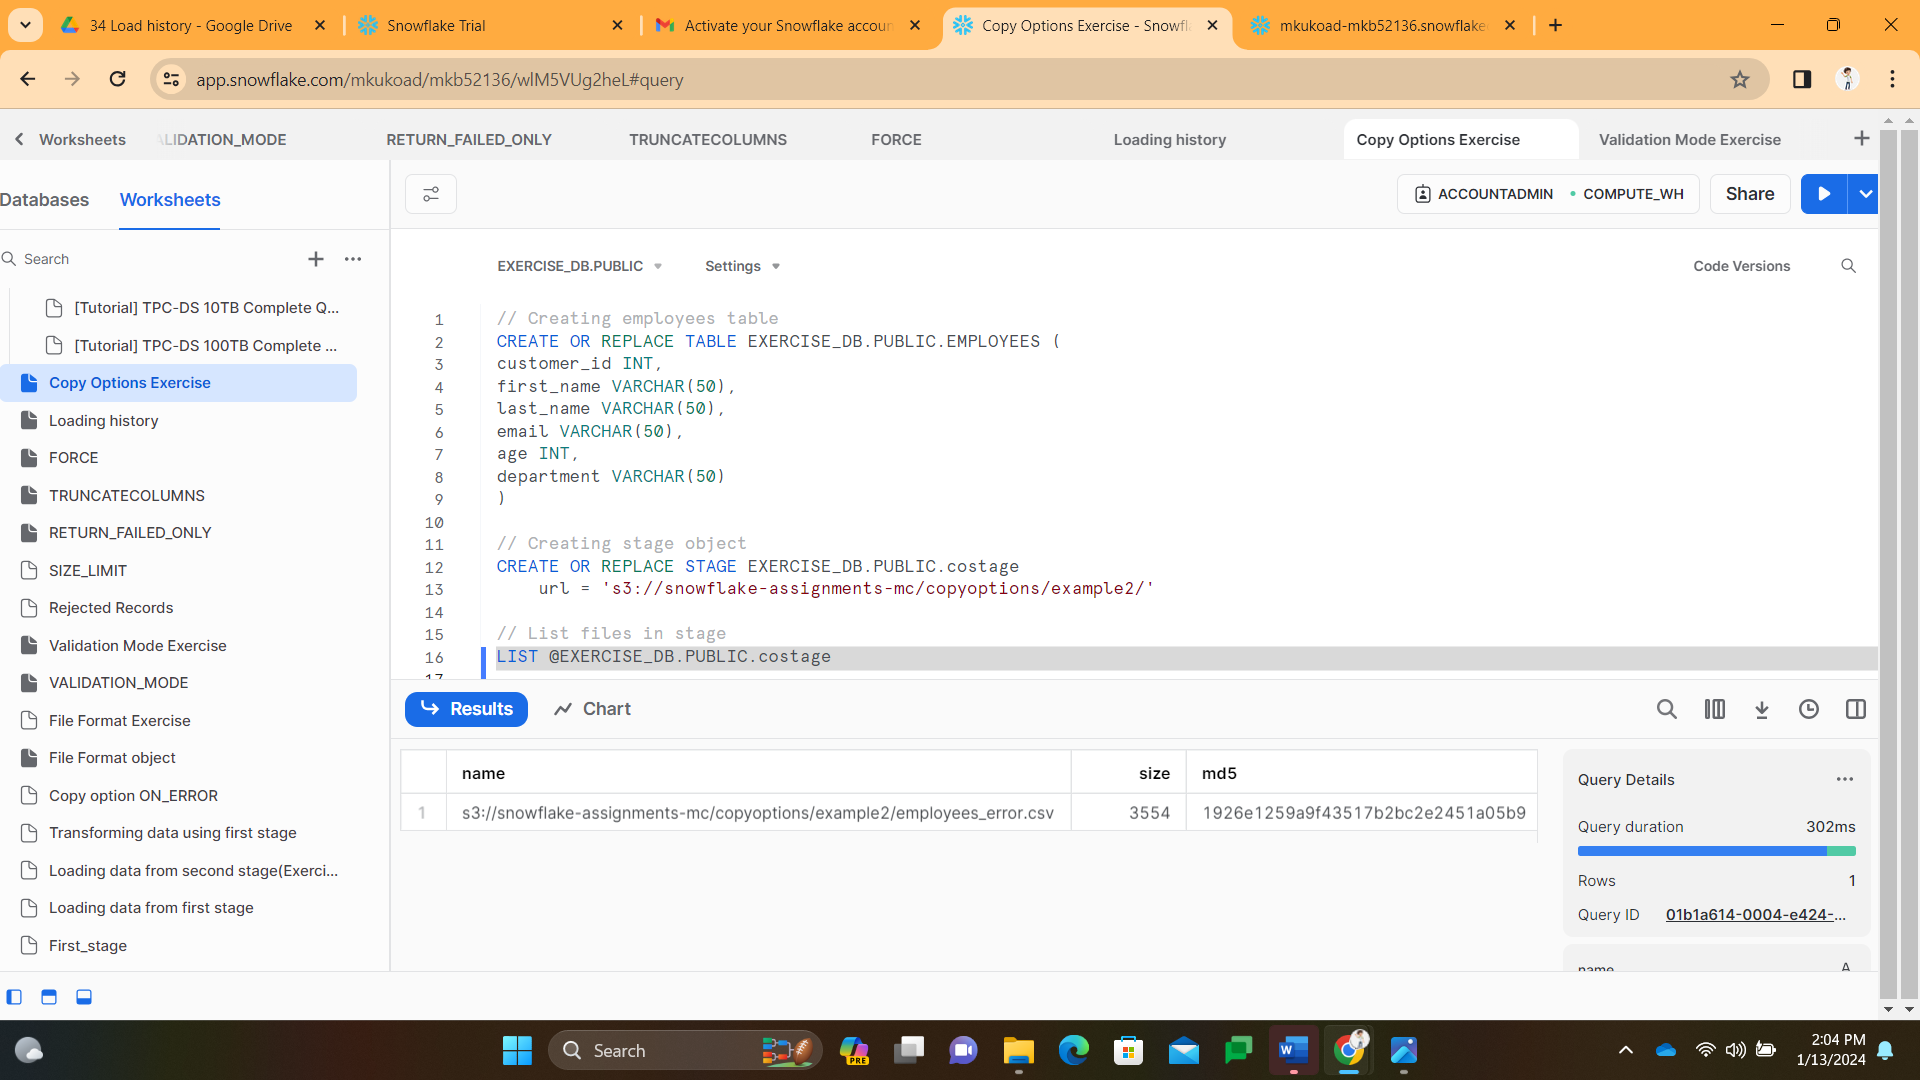 34 Load history - Google Drive
Snowflake Trial
Activate your Snowflake accoun
Copy Options Exercise - Snowfl
mkukoad-mkb52136.snowflake
app.snowflake.com/mkukoad/mkb52136/wlM5VUg2heL#query
Worksheets
ALIDATION_MODE
RETURN_FAILED_ONLY
TRUNCATECOLUMNS
FORCE
Loading history
Copy Options Exercise
Validation Mode Exercise
Databases
Worksheets
Search
[Tutorial] TPC-DS 10TB Complete Q...
[Tutorial] TPC-DS 100TB Complete ...
Copy Options Exercise
Loading history
FORCE
TRUNCATECOLUMNS
RETURN_FAILED_ONLY
SIZE_LIMIT
Rejected Records
Validation Mode Exercise
VALIDATION_MODE
File Format Exercise
File Format object
Copy option ON_ERROR
Transforming data using first stage
Loading data from second stage(Exerci...
Loading data from first stage
First_stage
ACCOUNTADMIN
COMPUTE_WH
Share
EXERCISE_DB.PUBLIC
Settings
Code Versions
1 // Creating employees table
2 CREATE OR REPLACE TABLE EXERCISE_DB.PUBLIC.EMPLOYEES (
3 customer_id INT,
4 first_name VARCHAR(50),
5 last_name VARCHAR(50),
6 email VARCHAR(50),
7 age INT,
8 department VARCHAR(50)
9 )
10
11 // Creating stage object
12 CREATE OR REPLACE STAGE EXERCISE_DB.PUBLIC.costage
13 url = 's3://snowflake-assignments-mc/copyoptions/example2/'
14
15 // List files in stage
16 LIST @EXERCISE_DB.PUBLIC.costage
17
Results
Chart
name size md5
1 s3://snowflake-assignments-mc/copyoptions/example2/employees_error.csv 3554 1926e1259a9f43517b2bc2e2451a05b9
Query Details
Query duration 302ms
Rows 1
Query ID 01b1a614-0004-e424-...
name A
Search
PRE
2:04 PM
1/13/2024